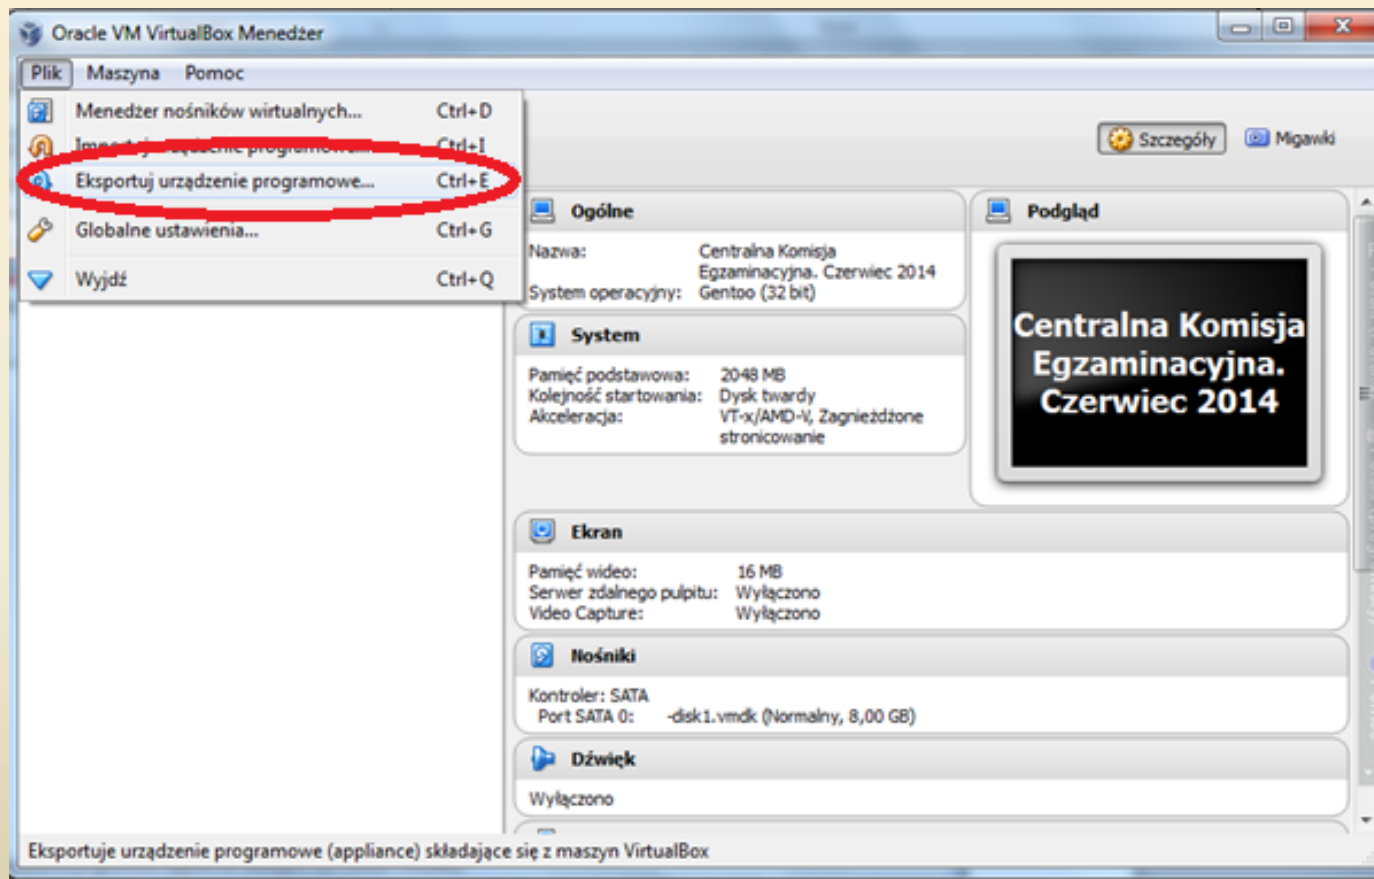 Oracle VM VirtualBox Menedżer
Plik Maszyna Pomoc
Menedżer nośników wirtualnych... Ctrl+D
Importuj urządzenie programowe... Ctrl+I
Eksportuj urządzenie programowe... Ctrl+E
Globalne ustawienia... Ctrl+G
Wyjdź Ctrl+Q
Szczegóły Migawki
Ogólne
Nazwa: Centralna Komisja
Egzaminacyjna. Czerwiec 2014
System operacyjny: Gentoo (32 bit)
Podgląd
Centralna Komisja
Egzaminacyjna.
Czerwiec 2014
System
Pamięć podstawowa: 2048 MB
Kolejność startowania: Dysk twardy
Akceleracja: VT-x/AMD-V, Zagnieżdżone
stronicowanie
Ekran
Pamięć wideo: 16 MB
Serwer zdalnego pulpitu: Wyłączono
Video Capture: Wyłączono
Nośniki
Kontroler: SATA
Port SATA 0: -disk1.vmdk (Normalny, 8,00 GB)
Dźwięk
Wyłączono
Eksportuje urządzenie programowe (appliance) składające się z maszyn VirtualBox